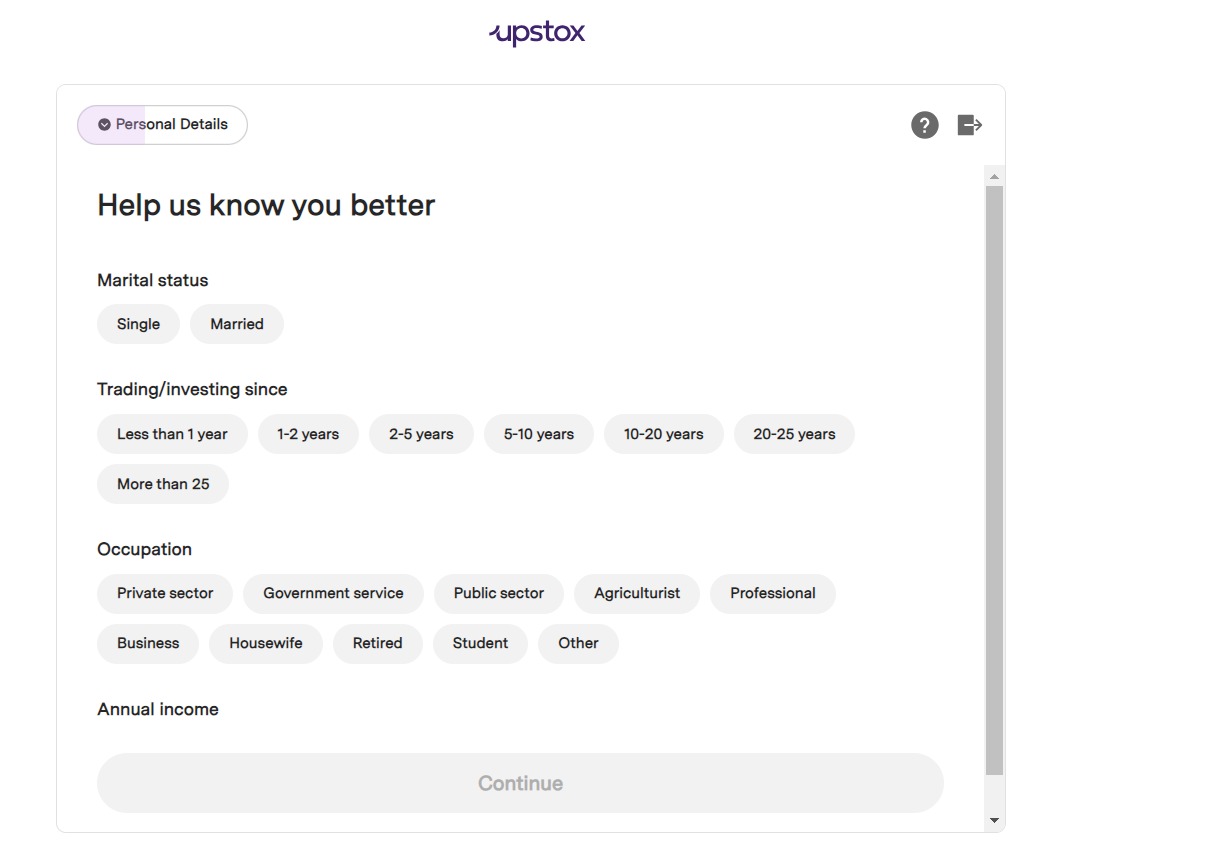 upstox
Personal Details
?
Help us know you better
Marital status
Single Married
Trading/investing since
Less than 1 year 1-2 years 2-5 years 5-10 years 10-20 years 20-25 years
More than 25
Occupation
Private sector Government service Public sector Agriculturist Professional
Business Housewife Retired Student Other
Annual income
Continue